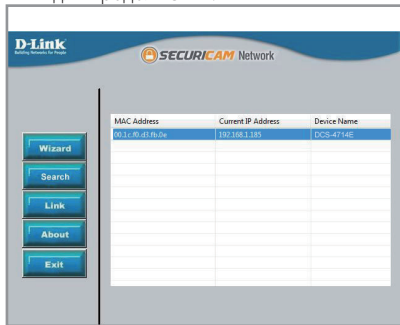 D-Link
Building Networks for People
SECURICAM Network
MAC Address Current IP Address Device Name
00.1c.f0.d3.fb.0e 192.168.1.185 DCS-4714E
Wizard
Search
Link
About
Exit